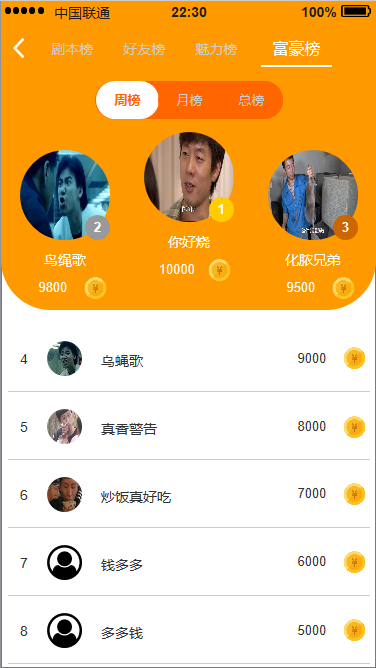 中国联通 22:30 100%
剧本榜 好友榜 魅力榜 富豪榜
周榜 月榜 总榜
1
2
3
你好烧
鸟绳歌
化脓兄弟
10000
9800
9500
4 乌蝇歌 9000
5 真香警告 8000
6 炒饭真好吃 7000
7 钱多多 6000
8 多多钱 5000